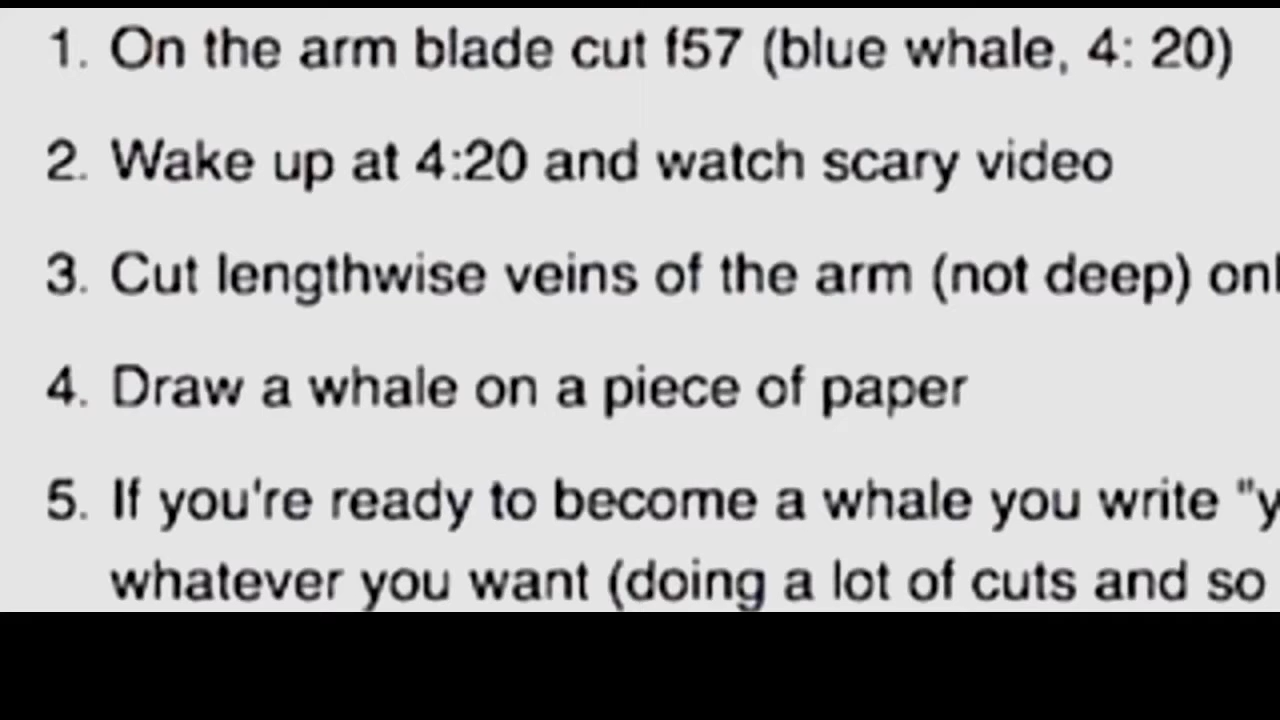 1. On the arm blade cut f57 (blue whale, 4: 20)
2. Wake up at 4:20 and watch scary video
3. Cut lengthwise veins of the arm (not deep)
4. Draw a whale on a piece of paper
5. If you're ready to become a whale you write
whatever you want (doing a lot of cuts and so